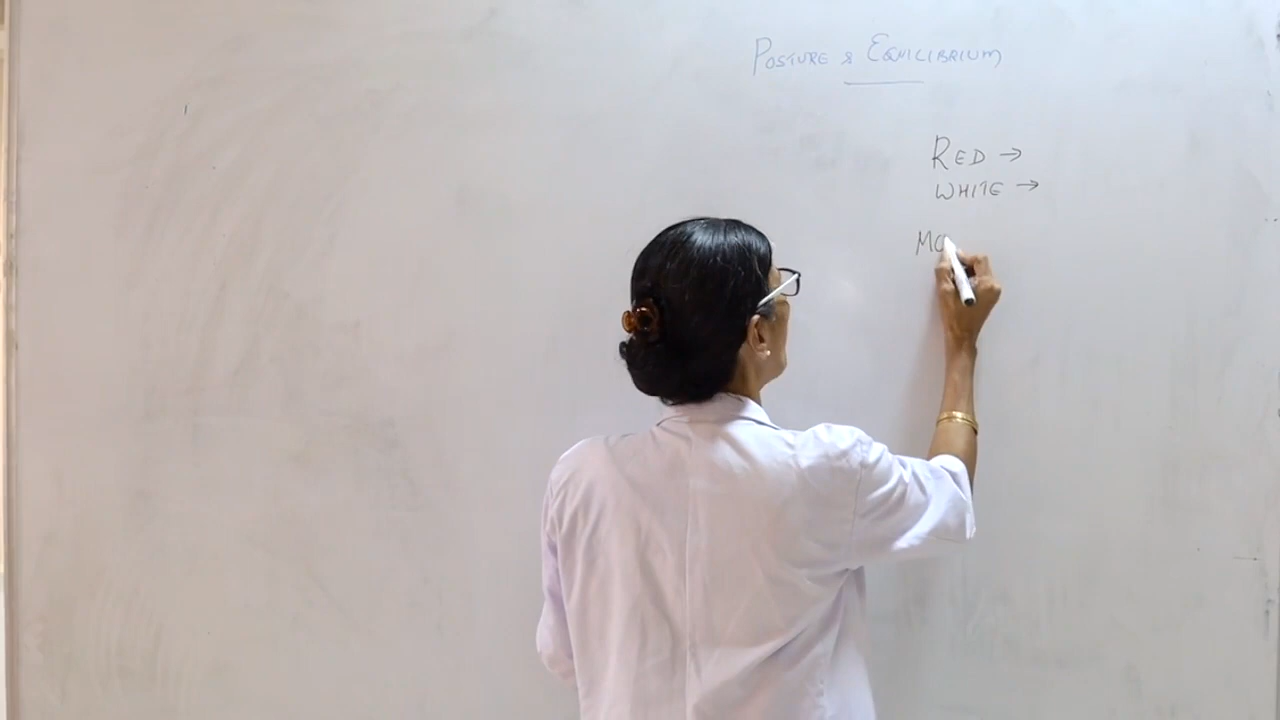 POSTURE & EQUILIBRIUM
RED →
WHITE →
MO